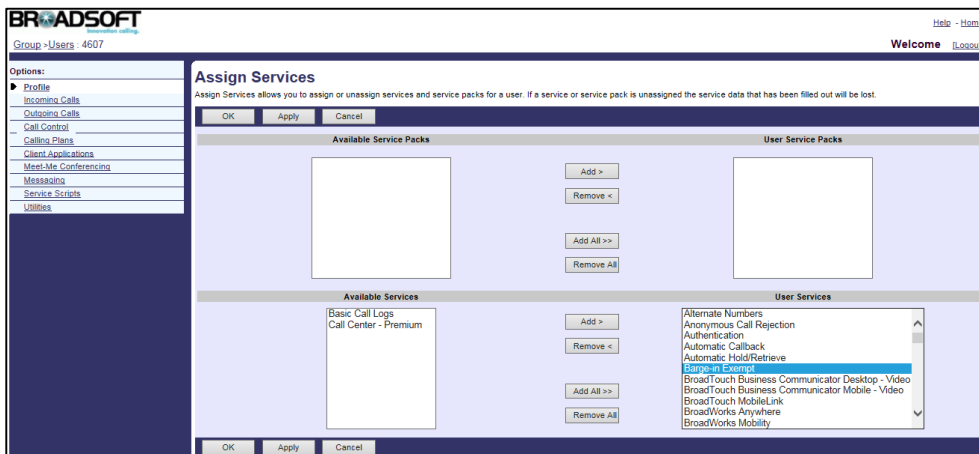 BROADSOFT
innovation calling.
Help - Hom
Group >Users : 4607
Welcome [Logou
Options:
Profile
Incoming Calls
Outgoing Calls
Call Control
Calling Plans
Client Applications
Meet-Me Conferencing
Messaging
Service Scripts
Utilities
Assign Services
Assign Services allows you to assign or unassign services and service packs for a user. If a service or service pack is unassigned the service data that has been filled out will be lost.
OK Apply Cancel
Available Service Packs User Service Packs
Add >
Remove <
Add All >>
Remove All
Available Services User Services
Basic Call Logs
Call Center - Premium
Add >
Remove <
Add All >>
Remove All
Alternate Numbers
Anonymous Call Rejection
Authentication
Automatic Callback
Automatic Hold/Retrieve
Barge-in Exempt
BroadTouch Business Communicator Desktop - Video
BroadTouch Business Communicator Mobile - Video
BroadTouch MobileLink
BroadWorks Anywhere
BroadWorks Mobility
OK Apply Cancel